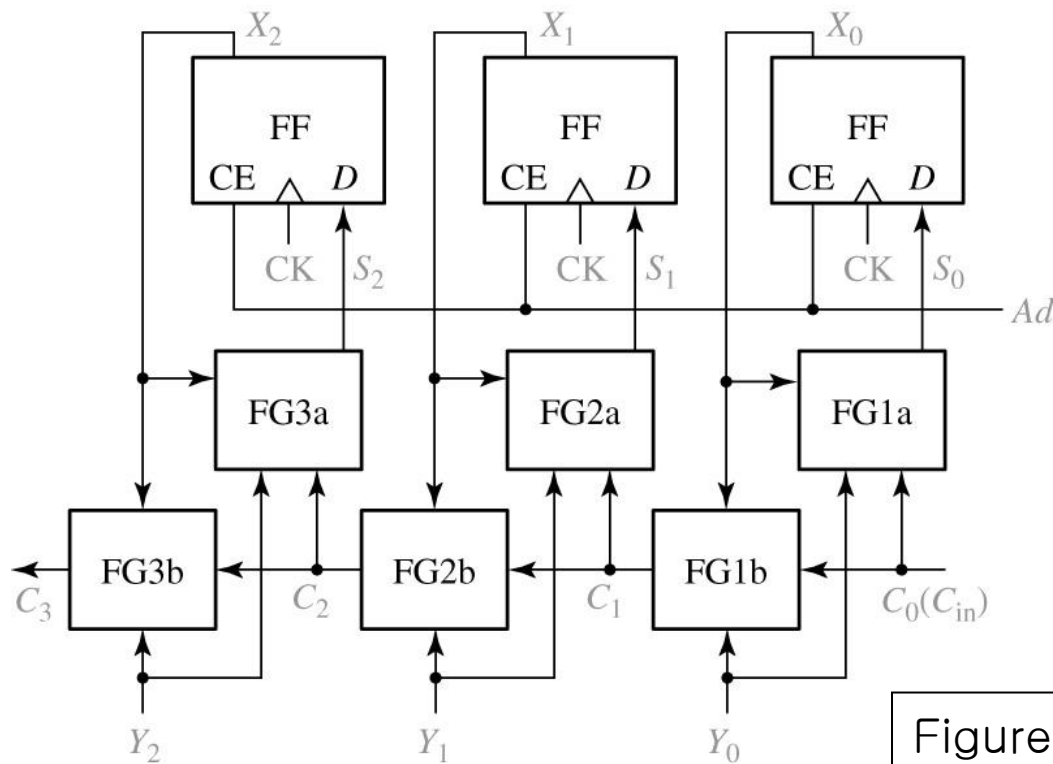 X₂ X₁ X₀
FF FF FF
CE D CE D CE D
CK S₂ CK S₁ CK S₀
Ad
FG3a FG2a FG1a
FG3b FG2b FG1b
C₃ C₂ C₁ C₀(Cᵢₙ)
Y₂ Y₁ Y₀
Figure